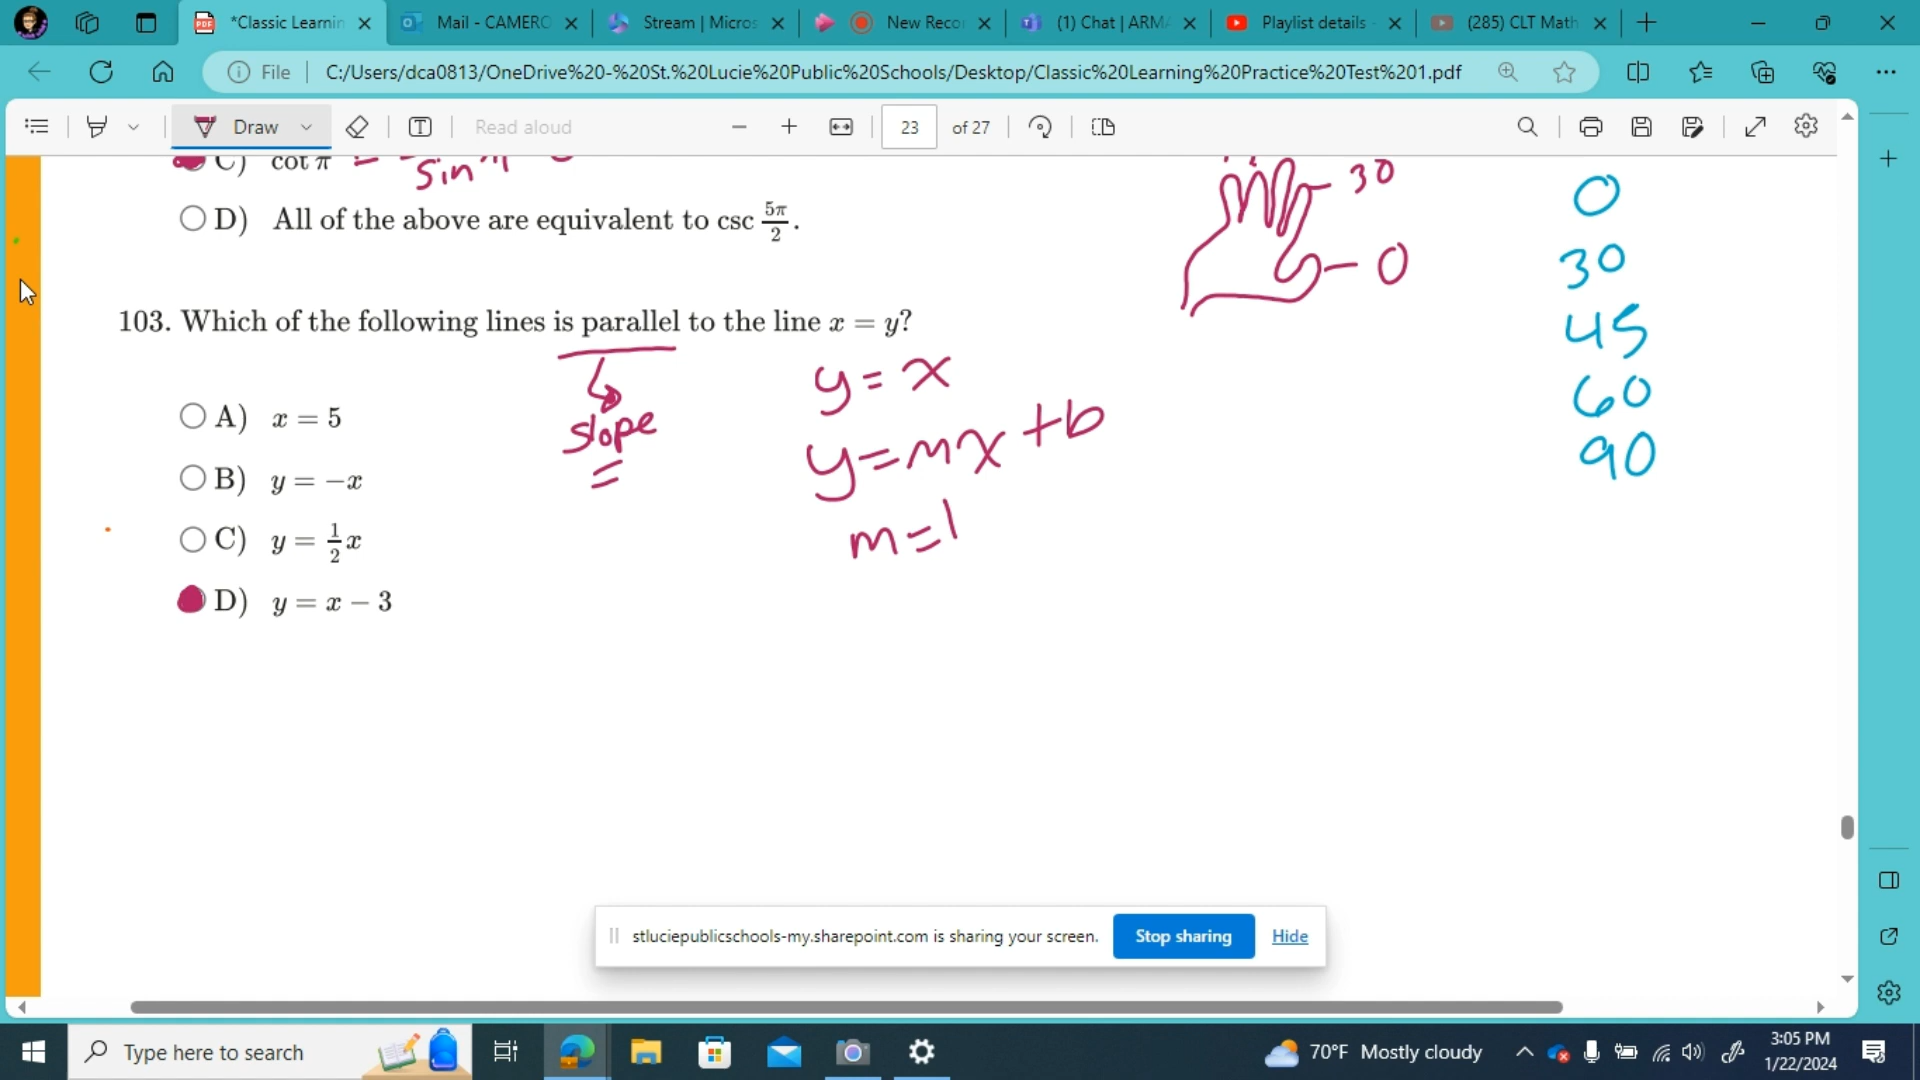 *Classic Learnin
Mail - CAMERO
Stream | Micros
New Reco
(1) Chat | ARMA
Playlist details -
(285) CLT Math
File
C:/Users/dca0813/OneDrive%20-%20St.%20Lucie%20Public%20Schools/Desktop/Classic%20Learning%20Practice%20Test%201.pdf
Draw
Read aloud
23
of 27
C) cot π
sin π
D) All of the above are equivalent to csc 5π/2.
30
0
0
30
45
60
90
103. Which of the following lines is parallel to the line x = y?
slope
=
y = x
y = mx + b
m = 1
A) x = 5
B) y = −x
C) y = 1/2 x
D) y = x − 3
stluciepublicschools-my.sharepoint.com is sharing your screen.
Stop sharing
Hide
Type here to search
70°F Mostly cloudy
3:05 PM
1/22/2024